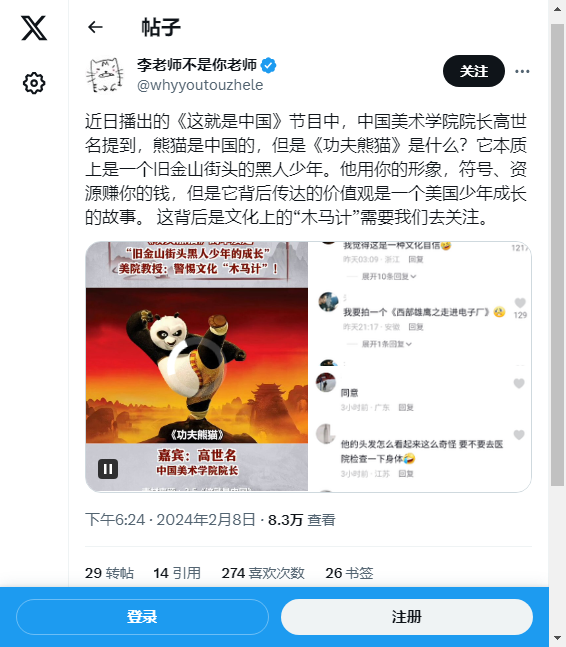 帖子
李老师不是你老师
@whyyoutouzhele
关注
近日播出的《这就是中国》节目中，中国美术学院院长高世
名提到，熊猫是中国的，但是《功夫熊猫》是什么？它本质
上是一个旧金山街头的黑人少年。他用你的形象，符号、资
源赚你的钱，但是它背后传达的价值观是一个美国少年成长
的故事。 这背后是文化上的“木马计”需要我们去关注。
“旧金山街头黑人少年的成长”
美院教授：警惕文化“木马计”！
《功夫熊猫》
嘉宾：高世名
中国美术学院院长
我觉得这是一种文化自信🤣
昨天03:09 · 浙江 回复
1217
展开10条回复
我要拍一个《西部雄鹰之走进电子厂》
昨天21:17 · 安徽 回复
129
展开1条回复
同意
3小时前 · 广东 回复
他的头发怎么看起来这么奇怪 要不要去医
院检查一下身体🤣
3小时前 · 江苏 回复
下午6:24 · 2024年2月8日 · 8.3万 查看
29 转帖 14 引用 274 喜欢次数 26 书签
登录
注册